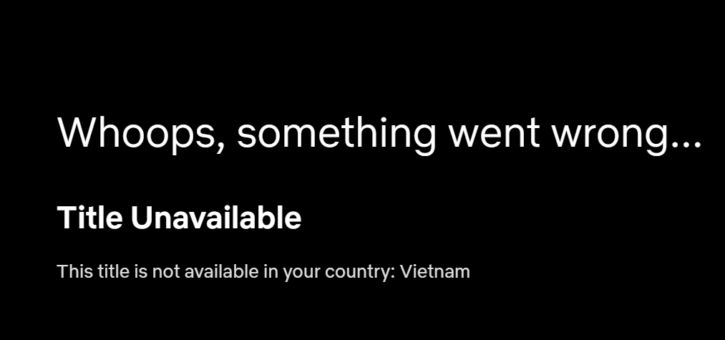 Whoops, something went wrong...
Title Unavailable
This title is not available in your country: Vietnam